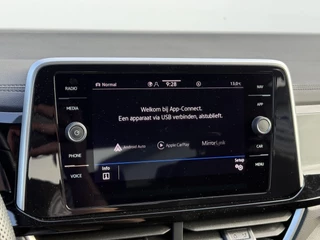 RADIO
MEDIA
PHONE
VOICE
Normal 9:28 13,0°C
Welkom bij App-Connect.
Een apparaat via USB verbinden, alstublieft.
Android Auto Apple CarPlay MirrorLink
Info Setup
NAV
APP
CAR
MENU